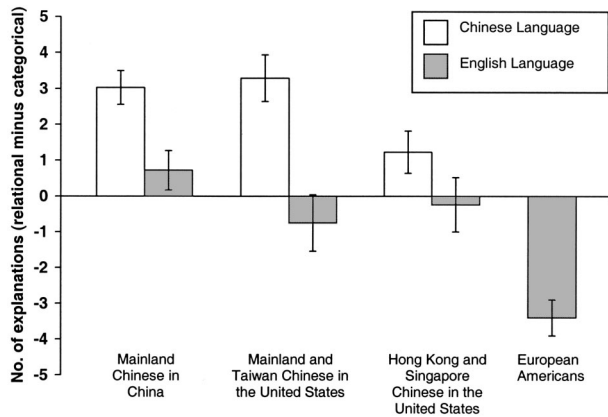 No. of explanations (relational minus categorical)
5
4
3
2
1
0
-1
-2
-3
-4
-5
Chinese Language
English Language
Mainland
Chinese in
China
Mainland and
Taiwan Chinese in
the United States
Hong Kong and
Singapore
Chinese in the
United States
European
Americans